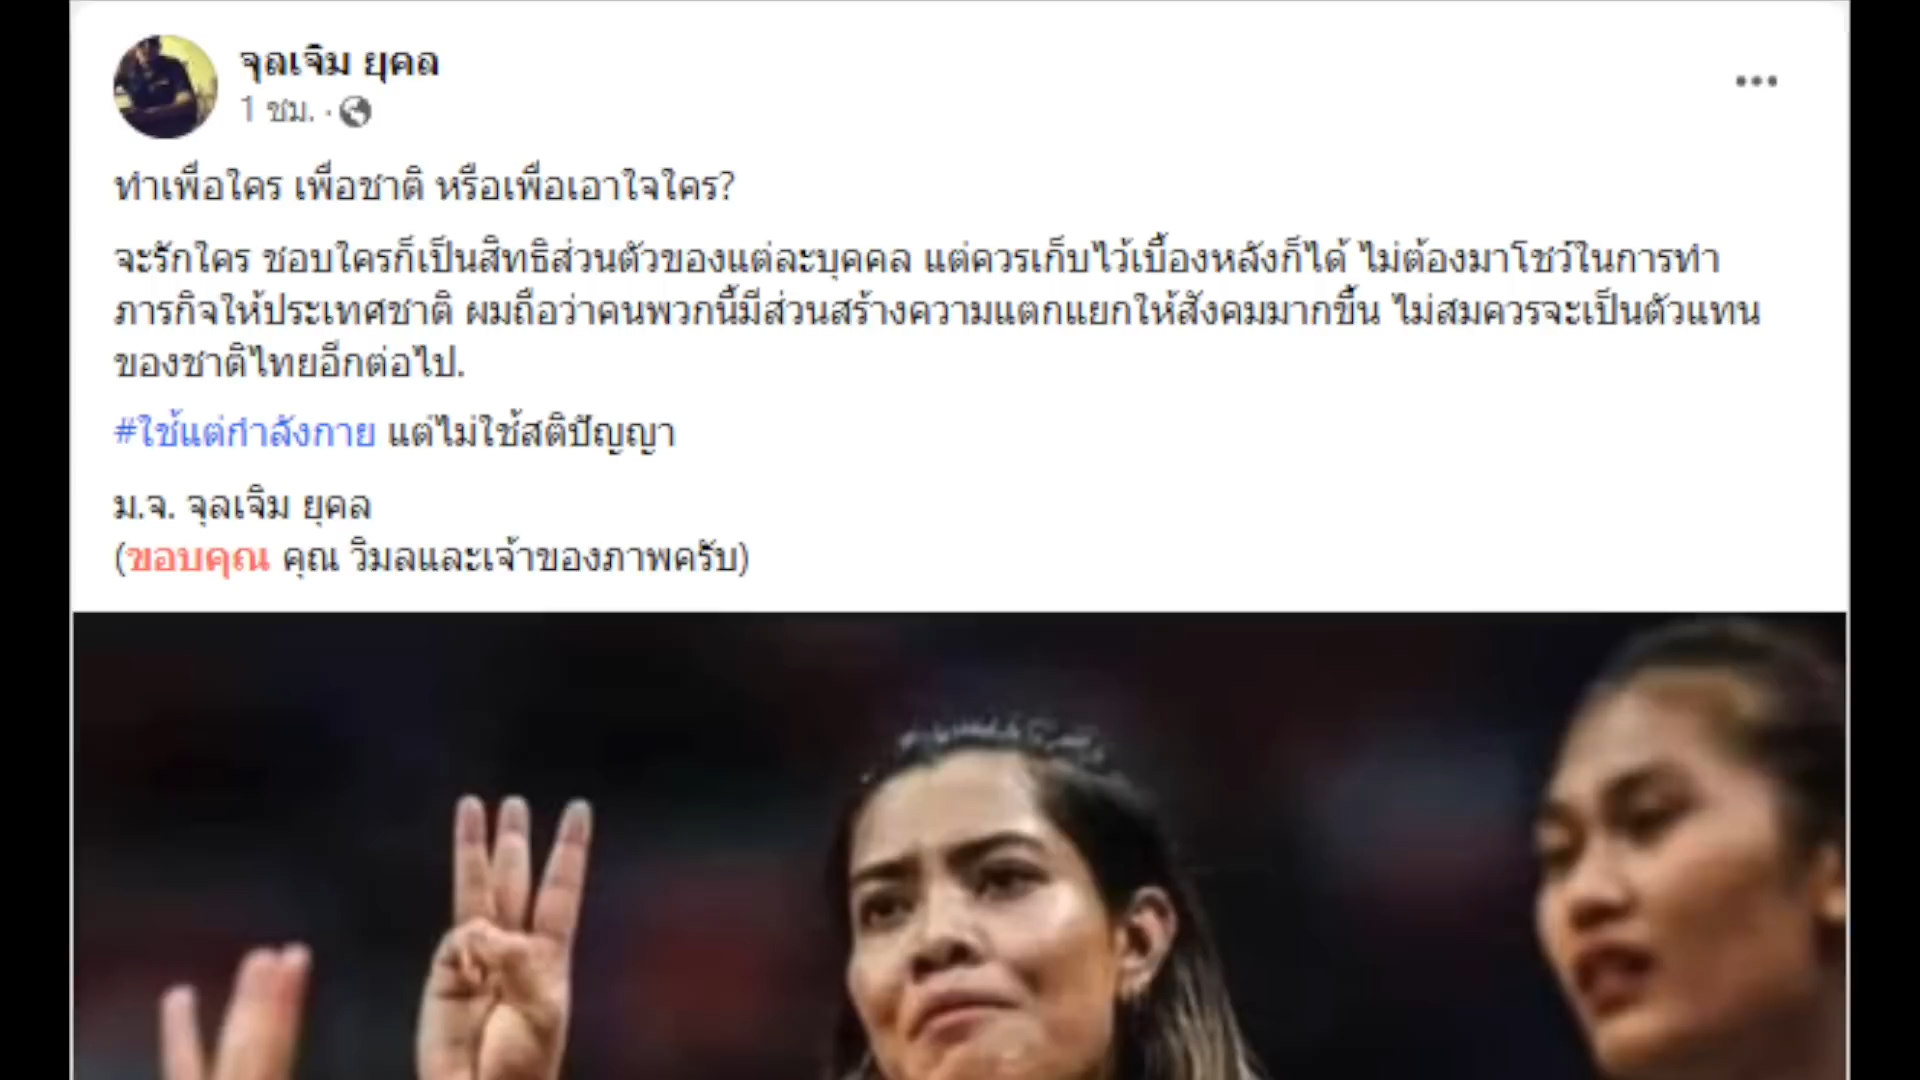 จุลเจิม ยุคล
1 ชม. ·
ทำเพื่อใคร เพื่อชาติ หรือเพื่อเอาใจใคร?
จะรักใคร ชอบใครก็เป็นสิทธิส่วนตัวของแต่ละบุคคล แต่ควรเก็บไว้เบื้องหลังก็ได้ ไม่ต้องมาโชว์ในการทำ
ภารกิจให้ประเทศชาติ ผมถือว่าคนพวกนี้มีส่วนสร้างความแตกแยกให้สังคมมากขึ้น ไม่สมควรจะเป็นตัวแทน
ของชาติไทยอีกต่อไป.
#ใช้แต่กำลังกาย แต่ไม่ใช้สติปัญญา
ม.จ. จุลเจิม ยุคล
(ขอบคุณ คุณ วิมลและเจ้าของภาพครับ)